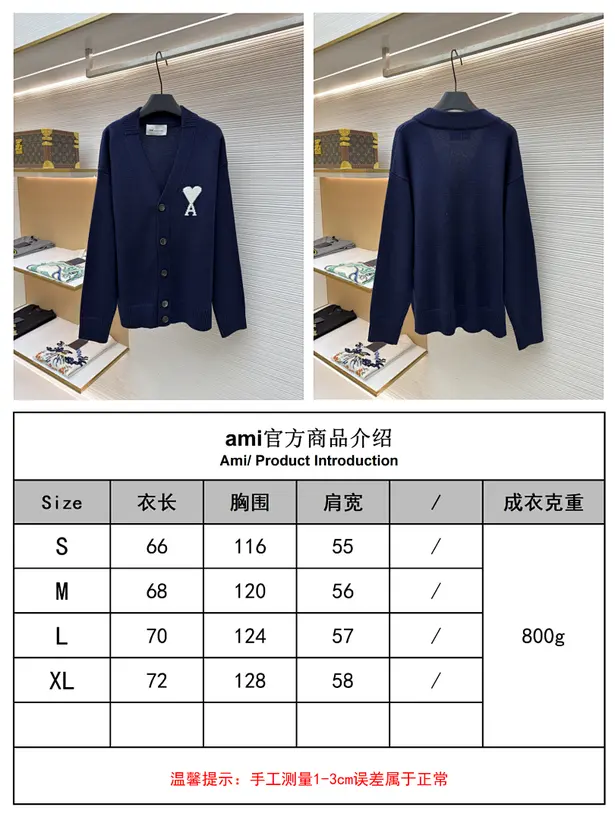 A
ami官方商品介绍
Ami/ Product Introduction
Size 衣长 胸围 肩宽 / 成衣克重
S 66 116 55 /
M 68 120 56 /
L 70 124 57 / 800g
XL 72 128 58 /
温馨提示: 手工测量1-3cm误差属于正常